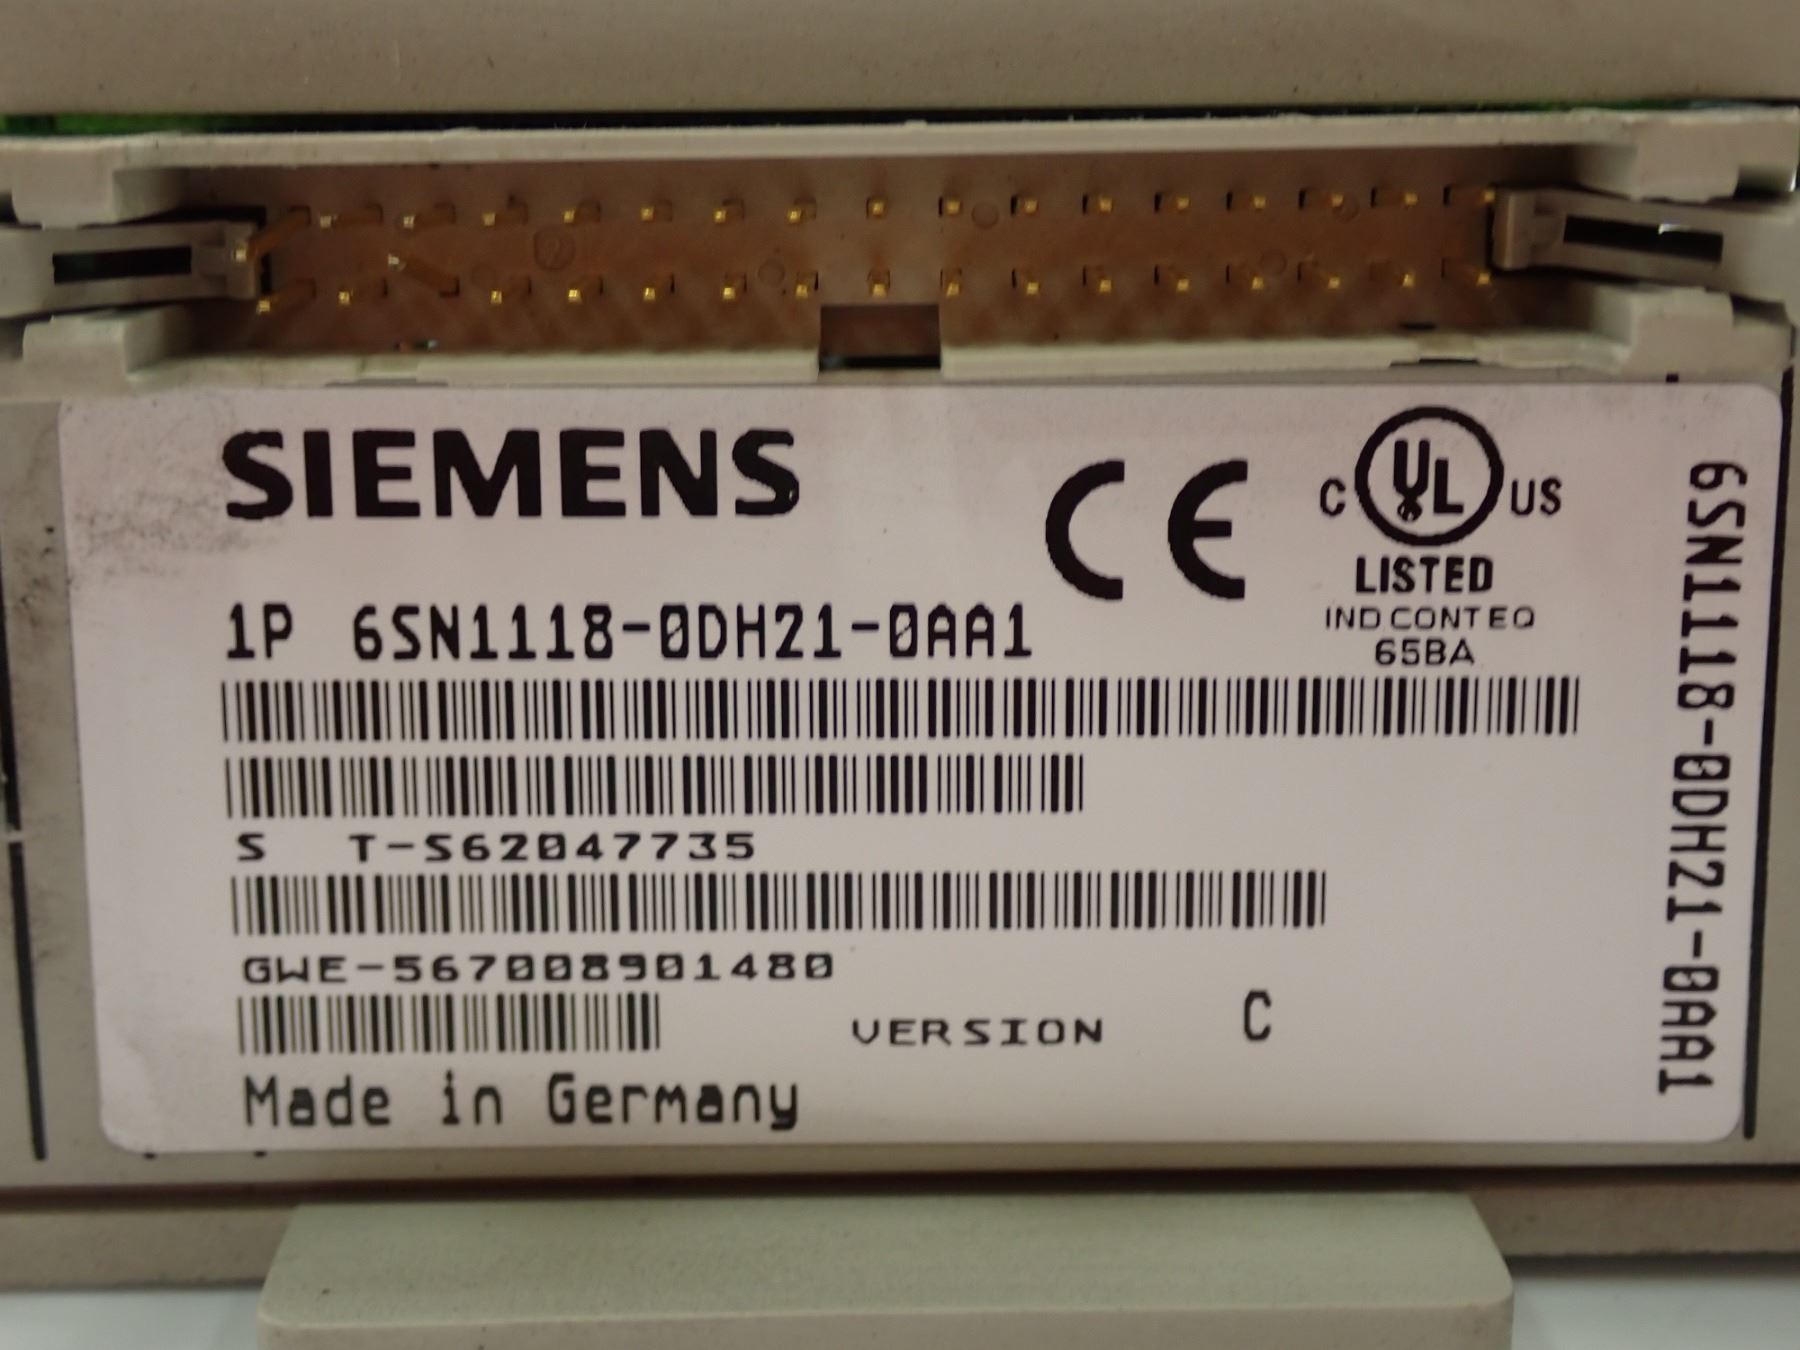 SIEMENS
CE
C UL US
LISTED
IND CONT EQ
65BA
1P 6SN1118-0DH21-0AA1
S T-S62047735
GWE-567008901480
VERSION C
Made in Germany
6SN1118-0DH21-0AA1